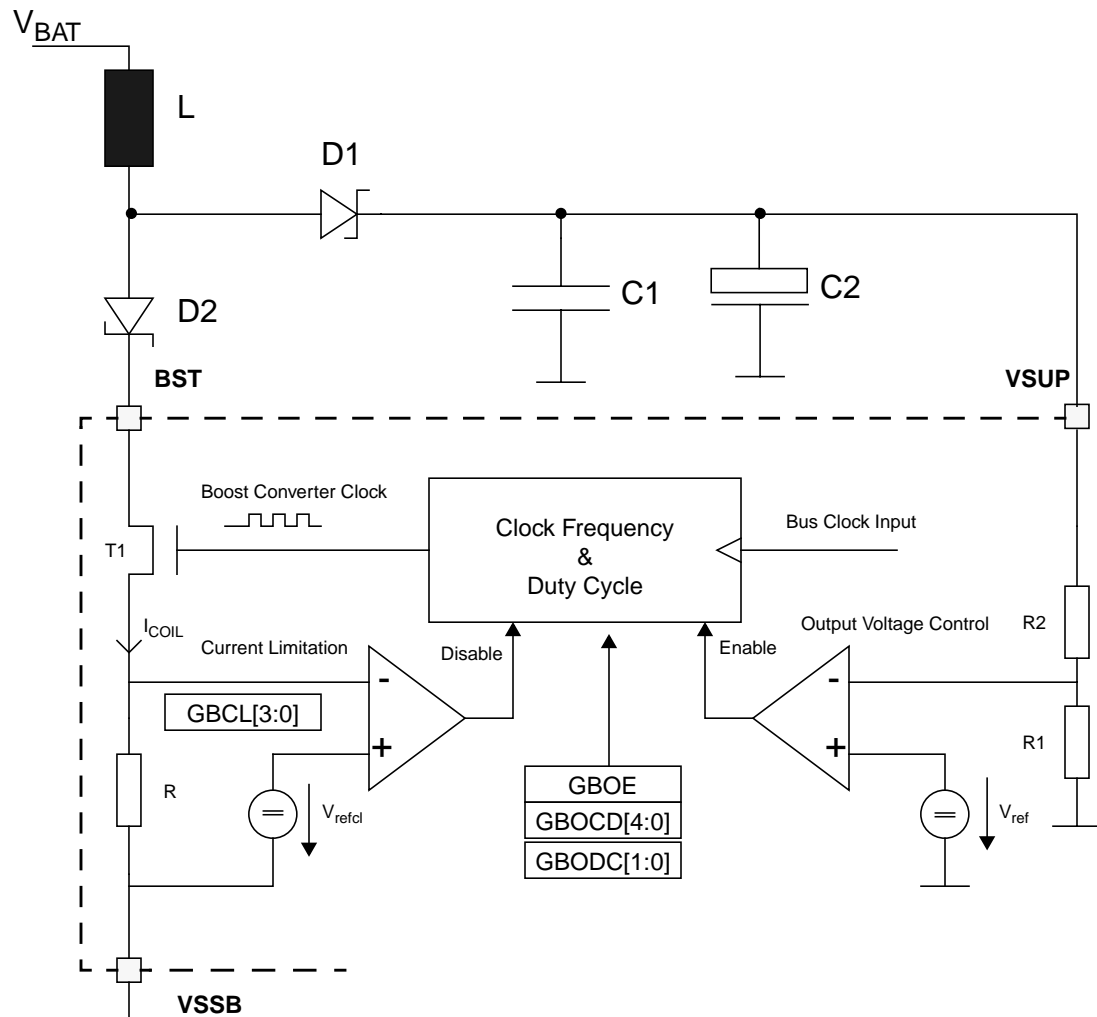 VBAT
L
D1
D2
C1
C2
BST
VSUP
Boost Converter Clock
Clock Frequency
&
Duty Cycle
Bus Clock Input
T1
ICOIL
Current Limitation
Disable
Enable
Output Voltage Control
R2
-
-
GBCL[3:0]
+
+
R1
R
=
Vrefcl
GBOE
GBOCD[4:0]
GBODC[1:0]
=
Vref
VSSB